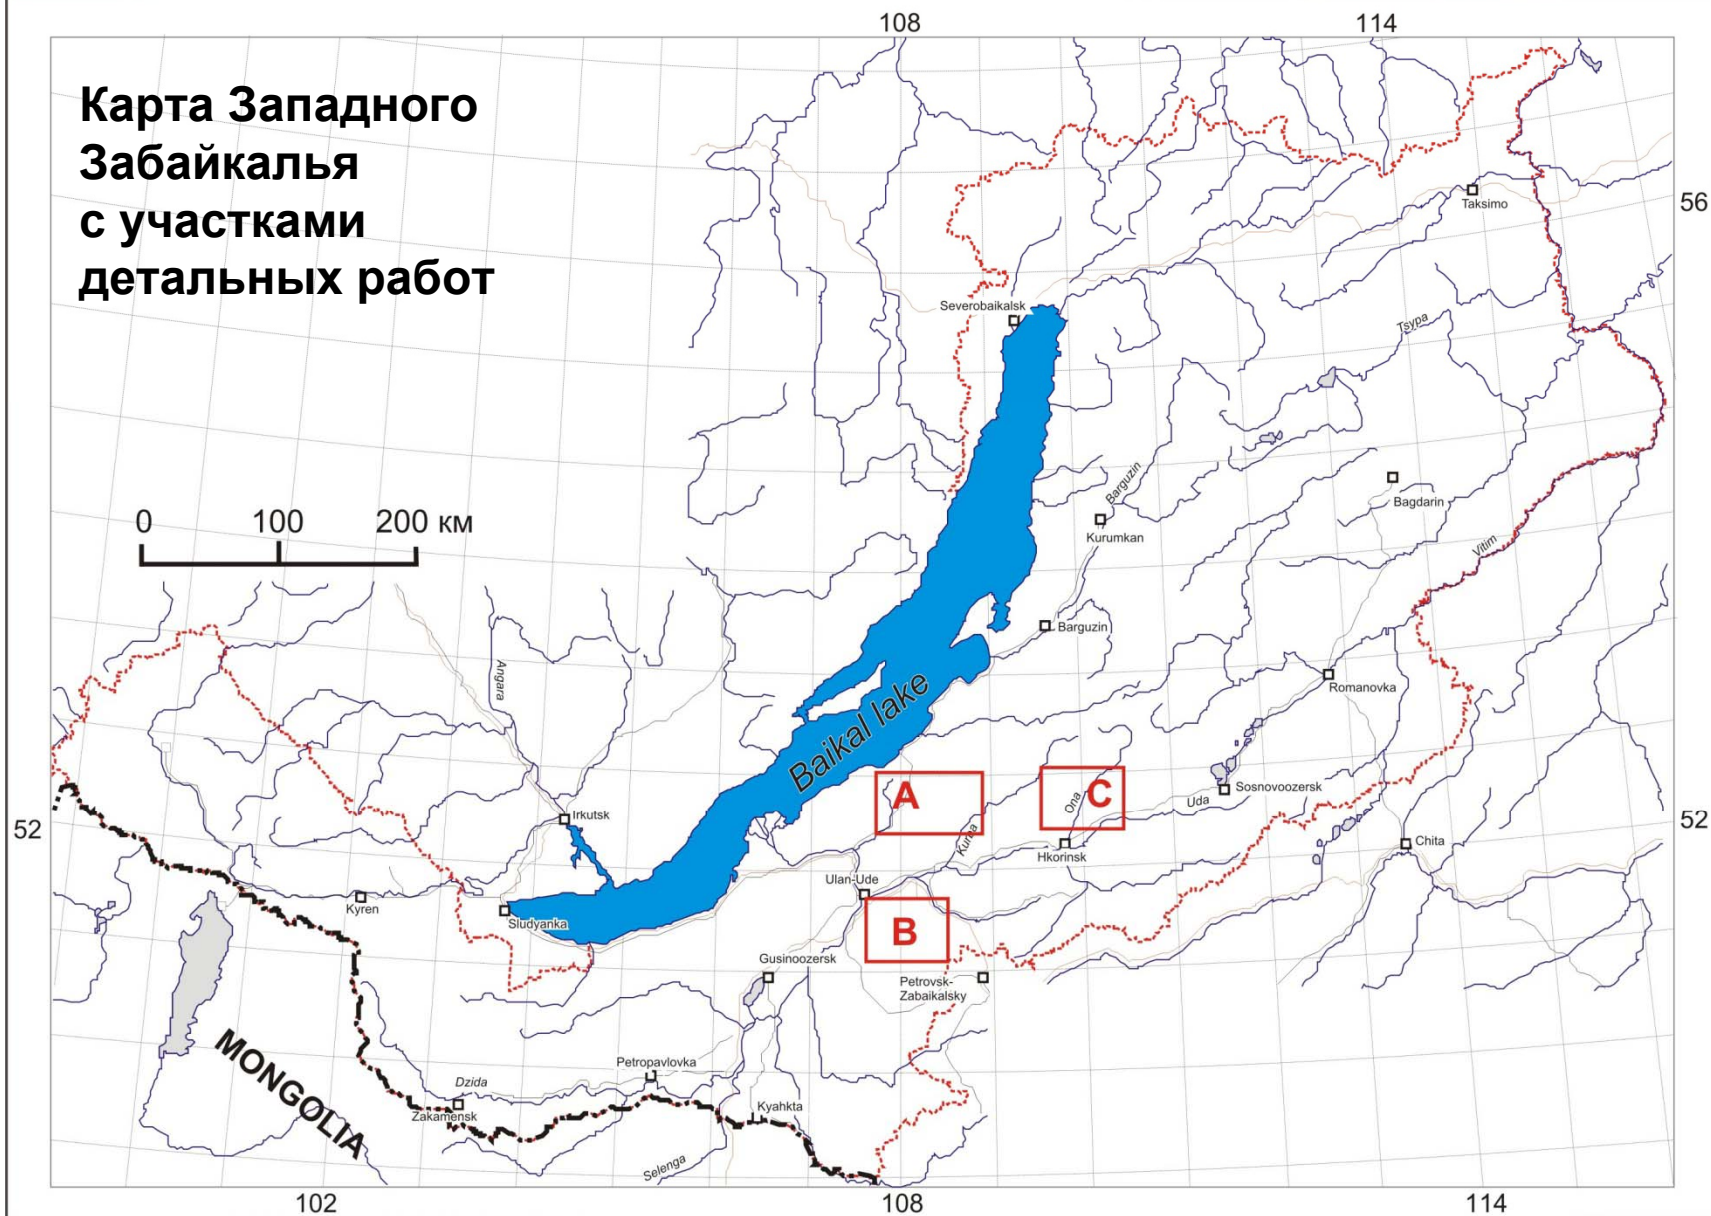 108
114
Карта Западного
Забайкалья
с участками
детальных работ
56
Taksimo
Severobaikalsk
Tsypa
Barguzin
Bagdarin
0 100 200 км
Kurumkan
Vitim
Barguzin
Angara
Romanovka
Baikal lake
A
C
Ona
Uda
Sosnovoozersk
Irkutsk
52
52
Kurba
Hkorinsk
Chita
Ulan-Ude
Kyren
Sludyanka
B
Gusinoozersk
Petrovsk-
Zabaikalsky
MONGOLIA
Petropavlovka
Dzida
Zakamensk
Kyahkta
Selenga
102
108
114